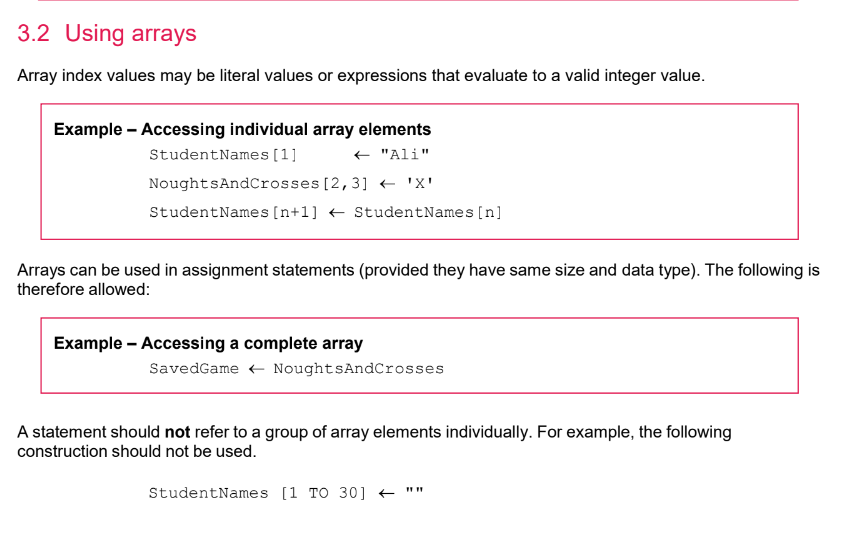 3.2 Using arrays
Array index values may be literal values or expressions that evaluate to a valid integer value.
Example – Accessing individual array elements
StudentNames[1] ← "Ali"
NoughtsAndCrosses[2,3] ← 'X'
StudentNames[n+1] ← StudentNames[n]
Arrays can be used in assignment statements (provided they have same size and data type). The following is
therefore allowed:
Example – Accessing a complete array
SavedGame ← NoughtsAndCrosses
A statement should not refer to a group of array elements individually. For example, the following
construction should not be used.
StudentNames [1 TO 30] ← ""